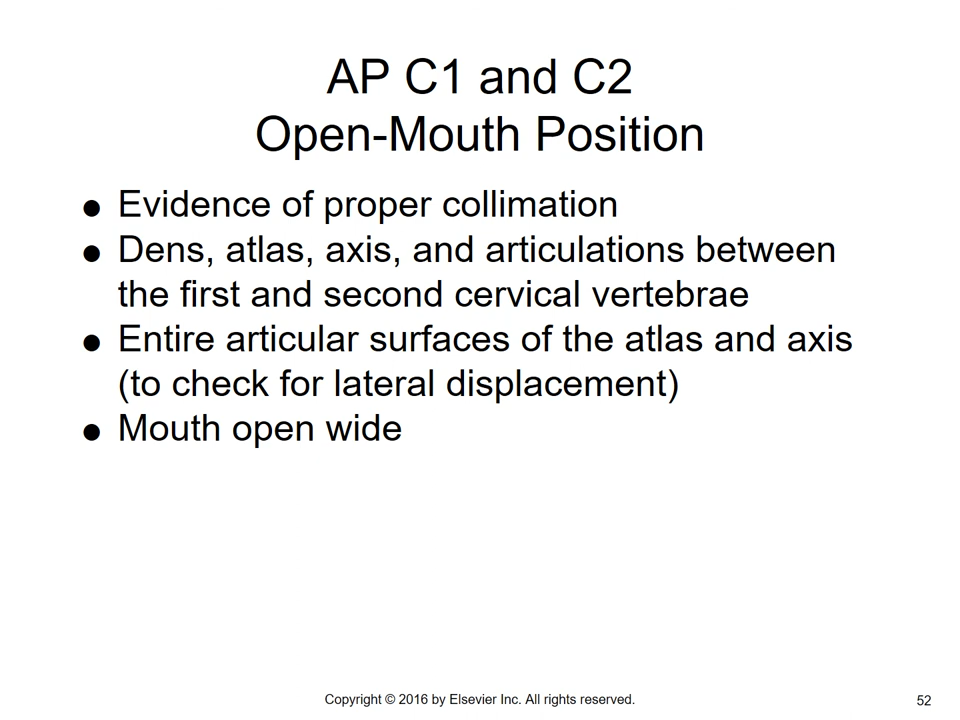 AP C1 and C2
Open-Mouth Position
● Evidence of proper collimation
● Dens, atlas, axis, and articulations between
the first and second cervical vertebrae
● Entire articular surfaces of the atlas and axis
(to check for lateral displacement)
● Mouth open wide
Copyright © 2016 by Elsevier Inc. All rights reserved.
52